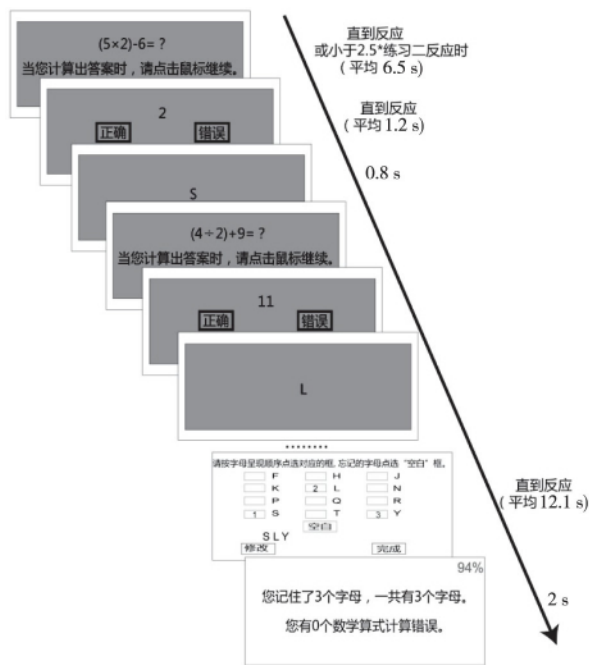 (5×2)-6= ?
当您计算出答案时，请点击鼠标继续。
直到反应
或小于2.5*练习二反应时
(平均 6.5 s)
2
正确 错误
直到反应
(平均 1.2 s)
S
0.8 s
(4÷2)+9= ?
当您计算出答案时，请点击鼠标继续。
11
正确 错误
L
........
请按字母呈现顺序点选对应的框, 忘记的字母点选 “空白” 框。
F H J
K 2 L N
P Q R
1 S T 3 Y
空白
S L Y
修改 完成
直到反应
(平均 12.1 s)
94%
您记住了3个字母，一共有3个字母。
您有0个数学算式计算错误。
2 s